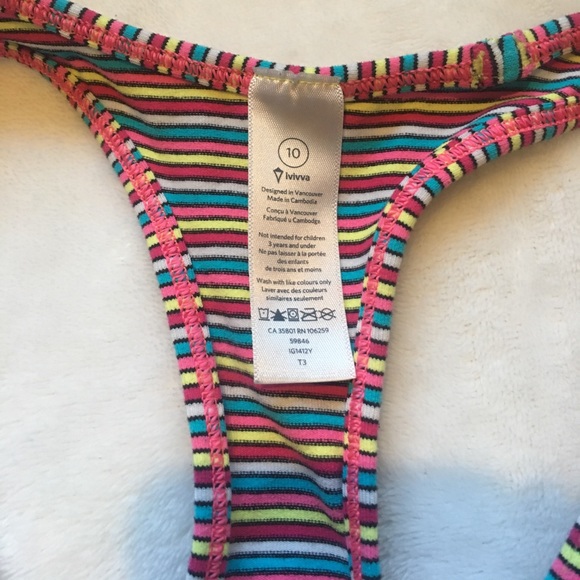 10
ivivva
Designed in Vancouver
Made in Cambodia
Conçu à Vancouver
Fabriqué u Cambodge
Not intended for children
3 years and under
Ne pas laisser à la portée
des enfants
de trois ans et moins
Wash with like colours only
Laver avec des couleurs
similaires seulement
CA 35801 RN 106259
59846
IG1412Y
T3